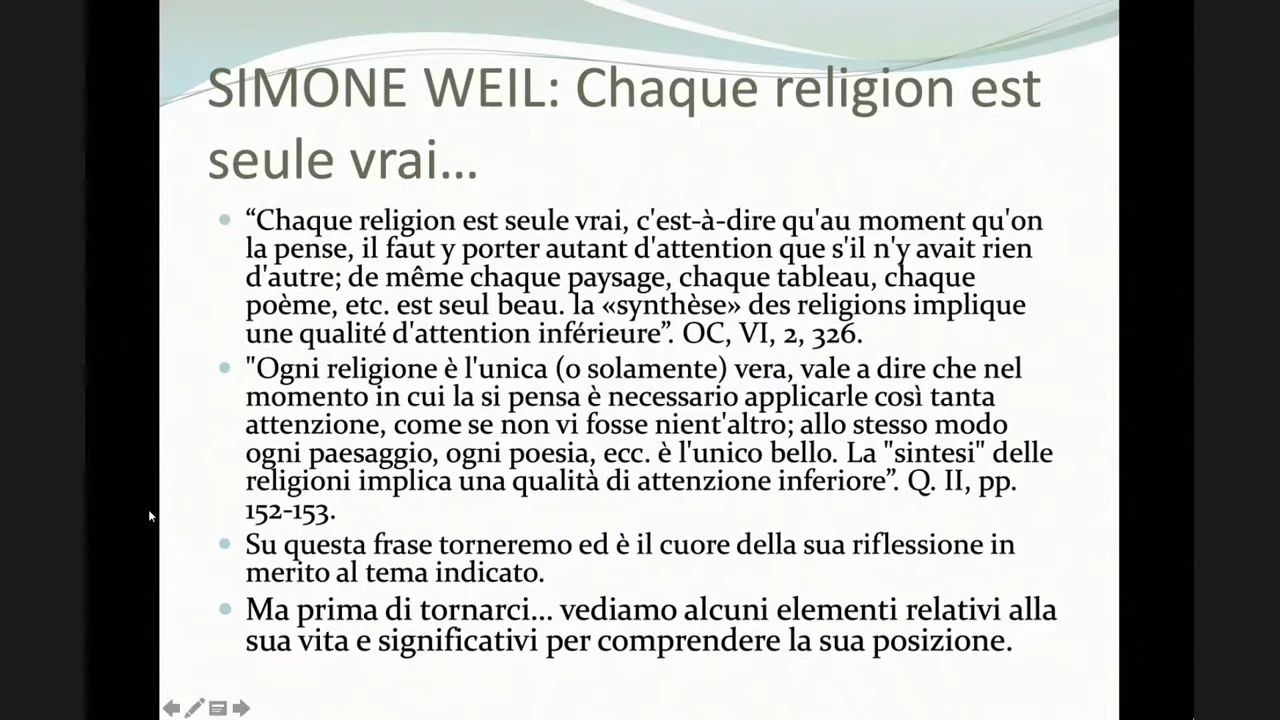 SIMONE WEIL: Chaque religion est
seule vrai...
“Chaque religion est seule vrai, c'est-à-dire qu'au moment qu'on
la pense, il faut y porter autant d'attention que s'il n'y avait rien
d'autre; de même chaque paysage, chaque tableau, chaque
poème, etc. est seul beau. la «synthèse» des religions implique
une qualité d'attention inférieure”. OC, VI, 2, 326.
"Ogni religione è l'unica (o solamente) vera, vale a dire che nel
momento in cui la si pensa è necessario applicarle così tanta
attenzione, come se non vi fosse nient'altro; allo stesso modo
ogni paesaggio, ogni poesia, ecc. è l'unico bello. La "sintesi" delle
religioni implica una qualità di attenzione inferiore”. Q. II, pp.
152-153.
Su questa frase torneremo ed è il cuore della sua riflessione in
merito al tema indicato.
Ma prima di tornarci... vediamo alcuni elementi relativi alla
sua vita e significativi per comprendere la sua posizione.